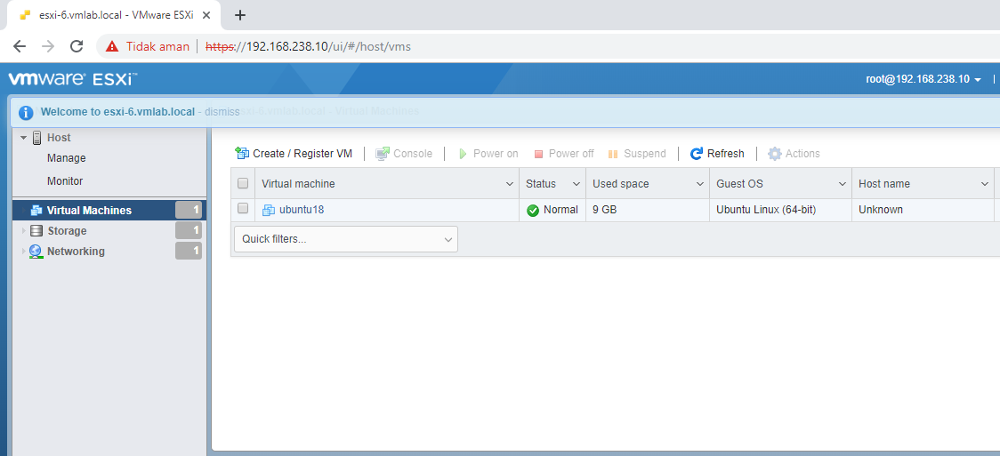 esxi-6.vmlab.local - VMware ESXi
Tidak aman | https://192.168.238.10/ui/#/host/vms
vmware ESXi™
root@192.168.238.10
Welcome to esxi-6.vmlab.local - dismiss
esxi-6.vmlab.local - Virtual Machines
Host
Manage
Monitor
Virtual Machines 1
Storage 1
Networking 1
Create / Register VM | Console | Power on Power off Suspend | Refresh | Actions
Virtual machine Status Used space Guest OS Host name
ubuntu18 Normal 9 GB Ubuntu Linux (64-bit) Unknown
Quick filters...